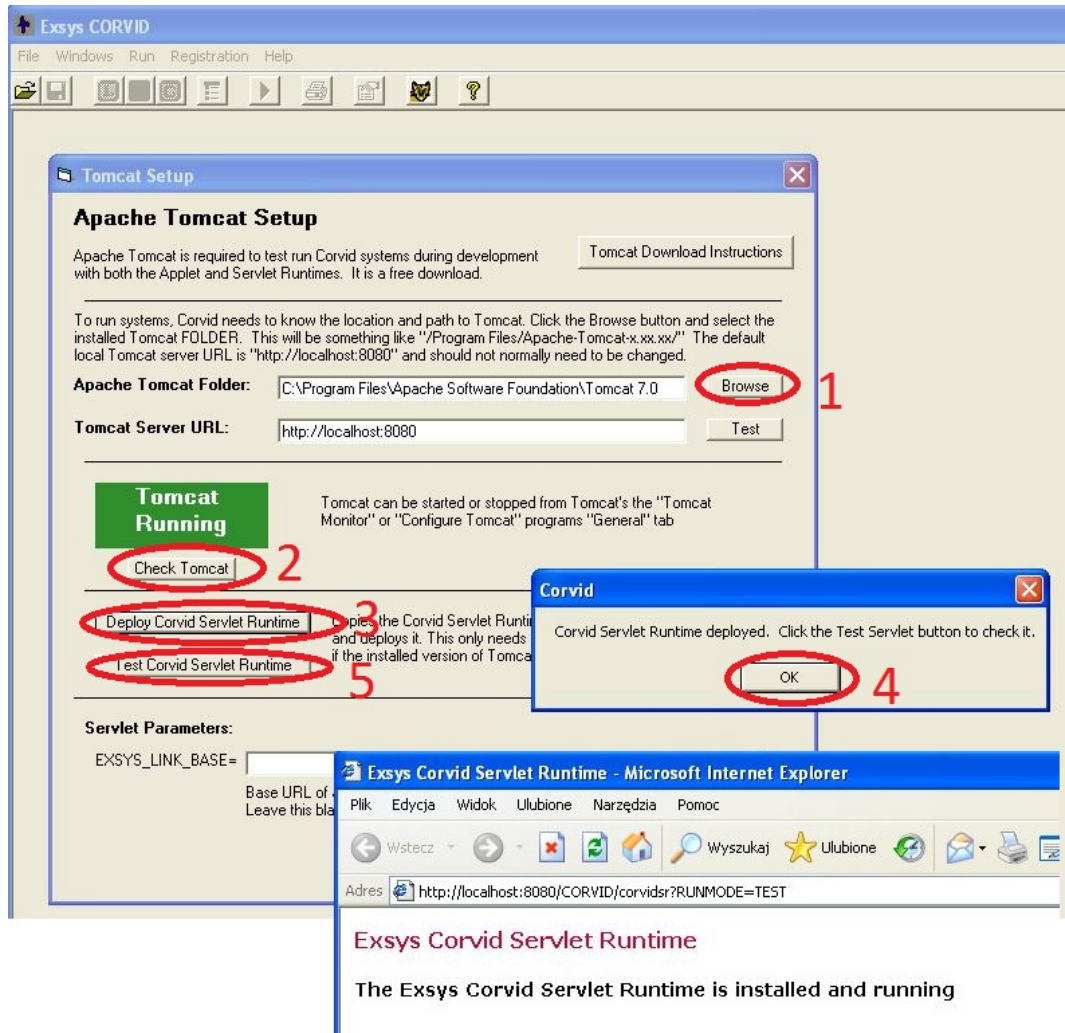 Exsys CORVID
File Windows Run Registration Help
Tomcat Setup
Apache Tomcat Setup
Apache Tomcat is required to test run Corvid systems during development
with both the Applet and Servlet Runtimes. It is a free download.
Tomcat Download Instructions
To run systems, Corvid needs to know the location and path to Tomcat. Click the Browse button and select the
installed Tomcat FOLDER. This will be something like "/Program Files/Apache-Tomcat-x.xx.xx/" The default
local Tomcat server URL is "http://localhost:8080" and should not normally need to be changed.
Apache Tomcat Folder: C:\Program Files\Apache Software Foundation\Tomcat 7.0 Browse 1
Tomcat Server URL: http://localhost:8080 Test
Tomcat
Running
Tomcat can be started or stopped from Tomcat's the "Tomcat
Monitor" or "Configure Tomcat" programs "General" tab
Check Tomcat 2
Deploy Corvid Servlet Runtime 3
Copies the Corvid Servlet Runti
and deploys it. This only needs
if the installed version of Tomca
Test Corvid Servlet Runtime 5
Corvid
Corvid Servlet Runtime deployed. Click the Test Servlet button to check it.
OK 4
Servlet Parameters:
EXSYS_LINK_BASE=
Base URL of
Leave this bla
Exsys Corvid Servlet Runtime - Microsoft Internet Explorer
Plik Edycja Widok Ulubione Narzędzia Pomoc
Wstecz Wyszukaj Ulubione
Adres http://localhost:8080/CORVID/corvidsr?RUNMODE=TEST
Exsys Corvid Servlet Runtime
The Exsys Corvid Servlet Runtime is installed and running